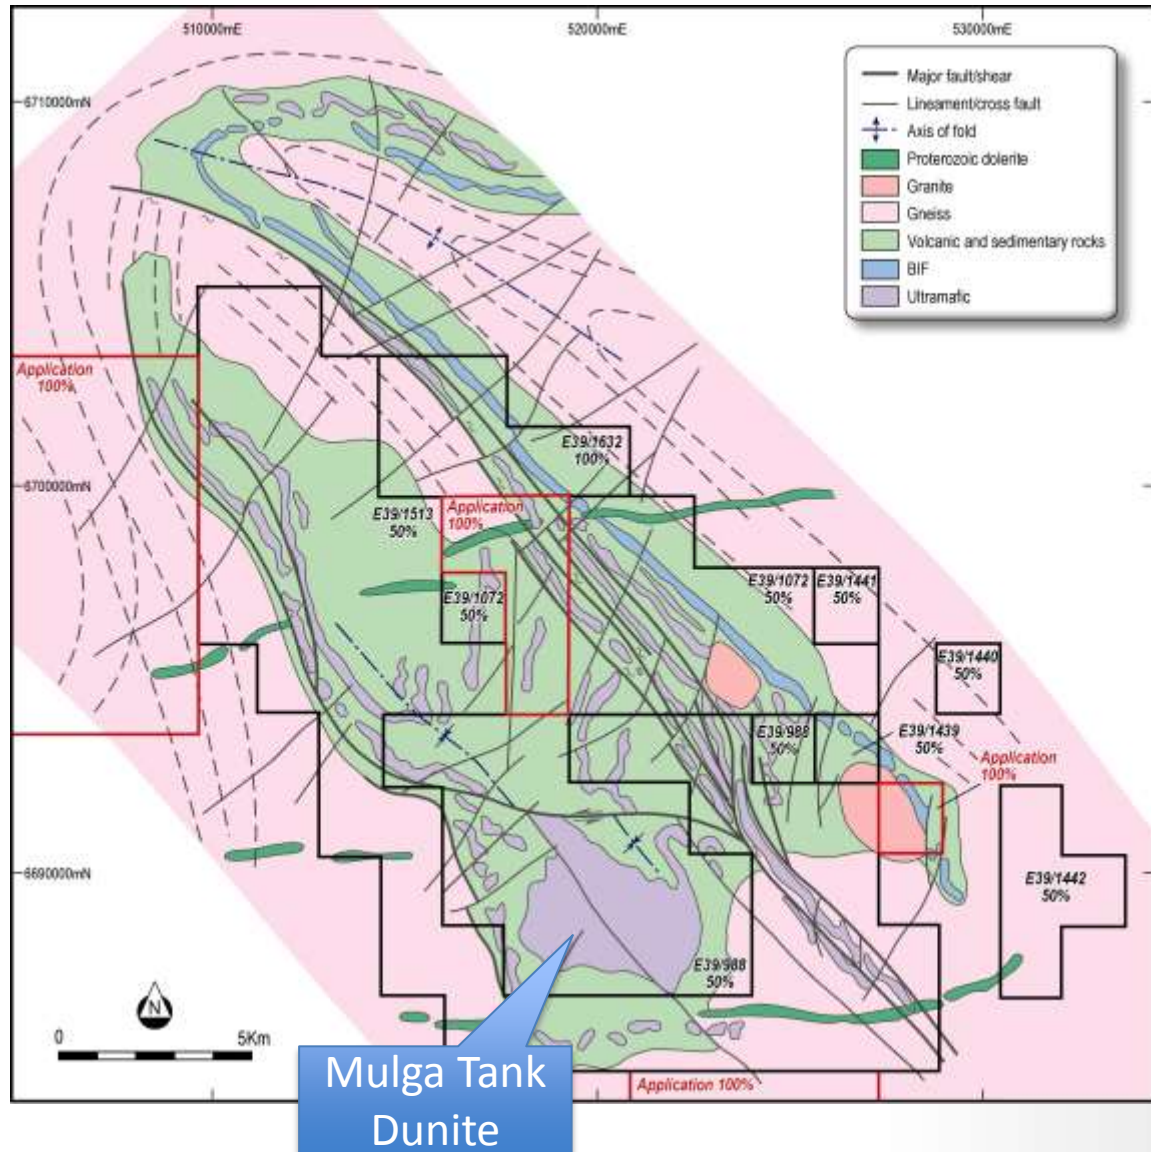 510000mE
520000mE
530000mE
6710000mN
Major fault/shear
Lineament/cross fault
Axis of fold
Proterozoic dolerite
Granite
Gneiss
Volcanic and sedimentary rocks
BIF
Ultramafic
Application
100%
E39/1632
100%
6700000mN
E39/1513
50%
Application
100%
E39/1072
50%
E39/1072
50%
E39/1441
50%
E39/1440
50%
E39/988
50%
E39/1439
50%
Application
100%
6690000mN
E39/1442
50%
E39/988
50%
N
0
5Km
Mulga Tank
Dunite
Application 100%